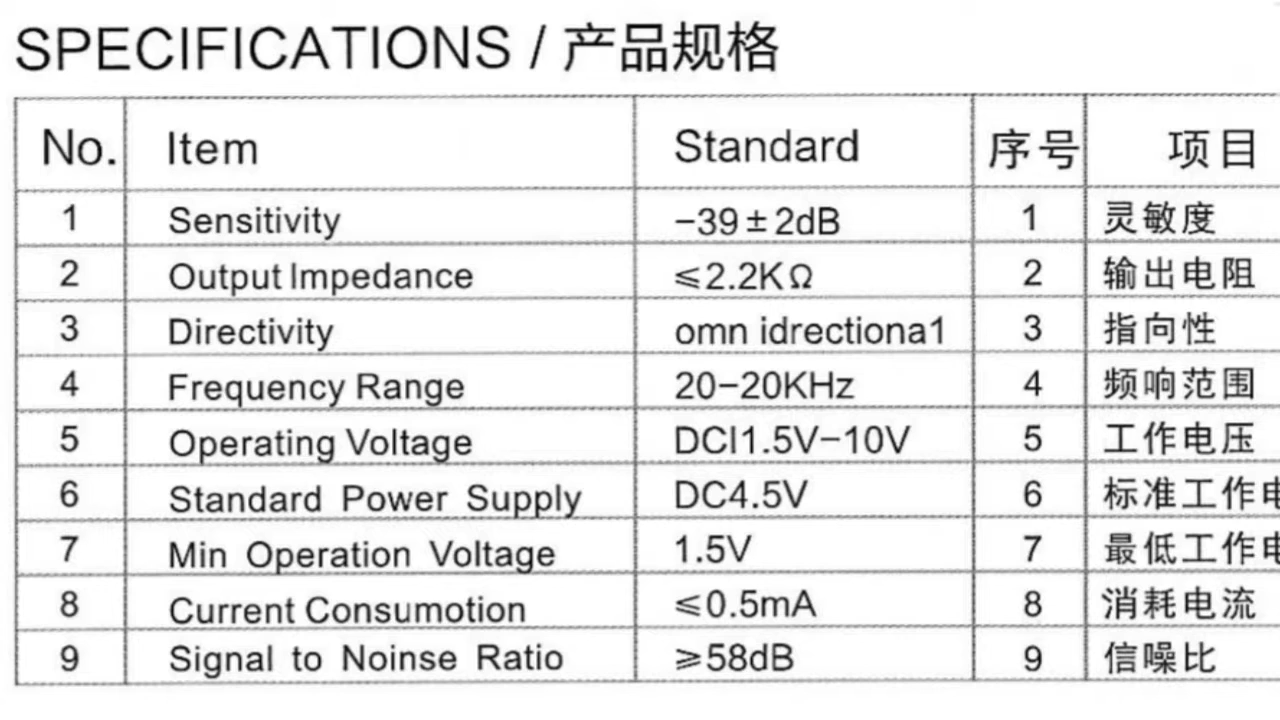 SPECIFICATIONS / 产品规格
No. Item Standard 序号 项目
1 Sensitivity −39±2dB 1 灵敏度
2 Output Impedance ≤2.2KΩ 2 输出电阻
3 Directivity omn idrectiona1 3 指向性
4 Frequency Range 20−20KHz 4 频响范围
5 Operating Voltage DCI1.5V−10V 5 工作电压
6 Standard Power Supply DC4.5V 6 标准工作电
7 Min Operation Voltage 1.5V 7 最低工作电
8 Current Consumotion ≤0.5mA 8 消耗电流
9 Signal to Noinse Ratio ≥58dB 9 信噪比